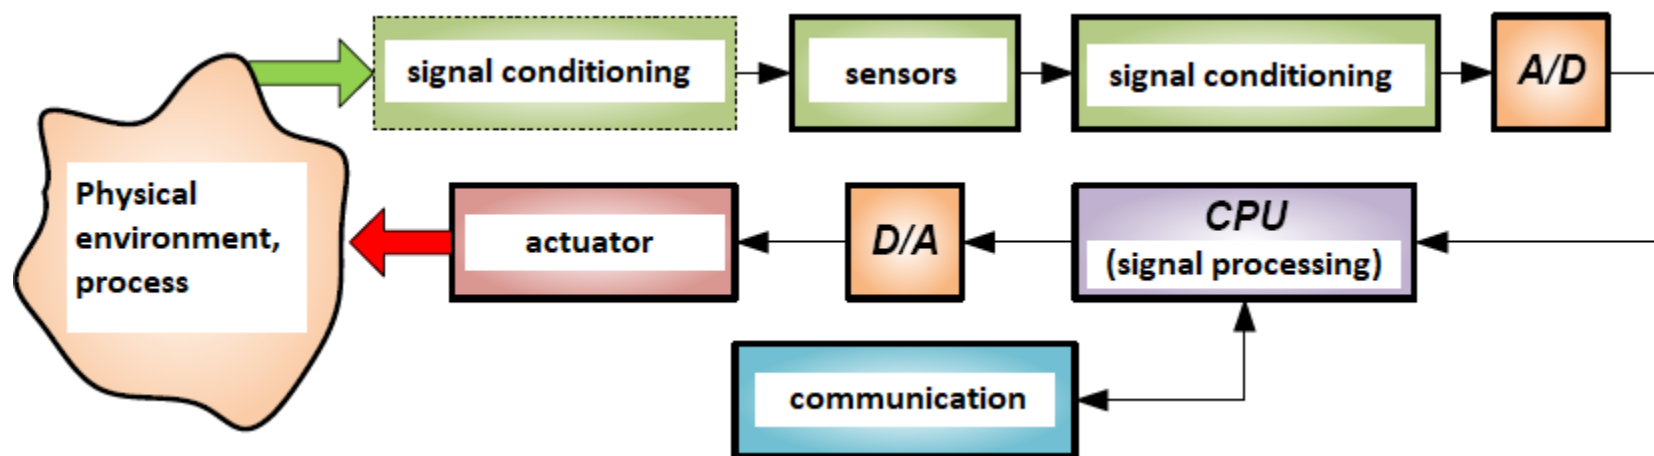 signal conditioning
sensors
signal conditioning
A/D
Physical
environment,
process
actuator
D/A
CPU
(signal processing)
communication